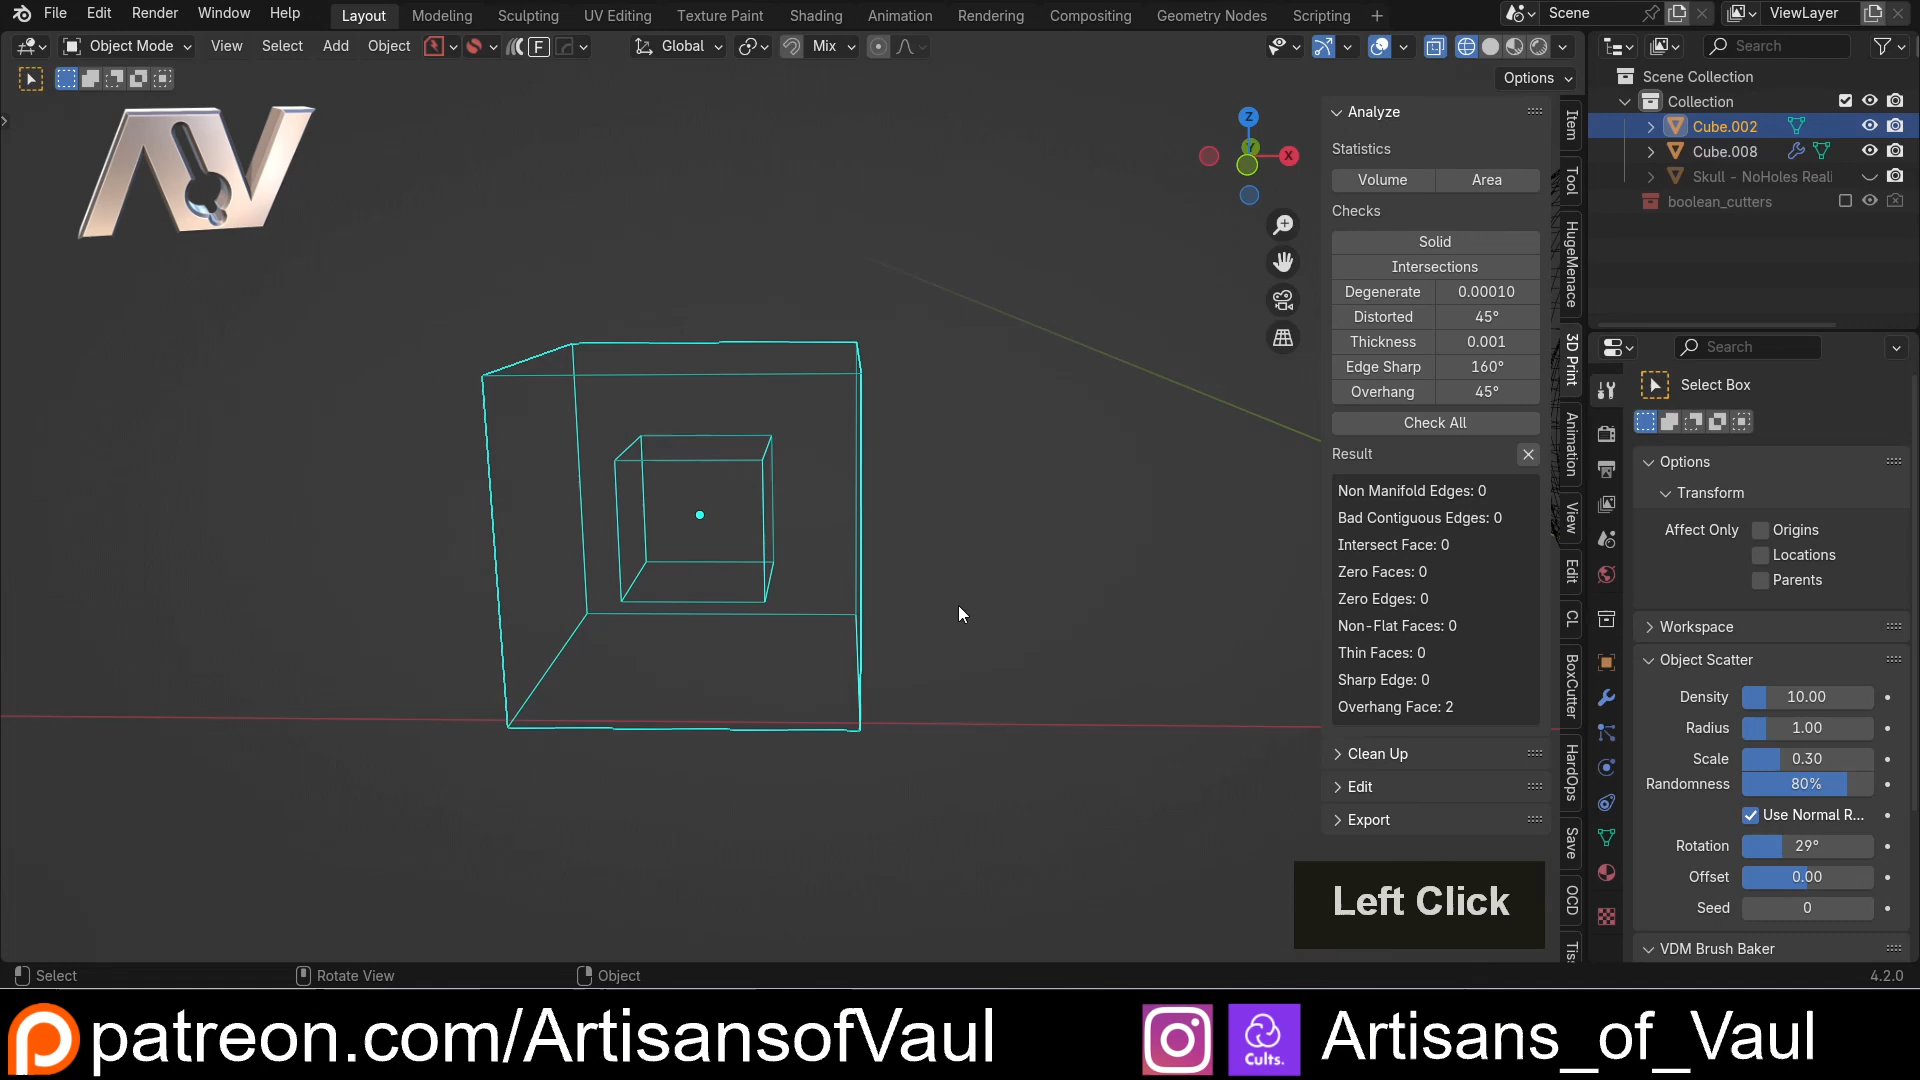 File Edit Render Window Help Layout Modeling Sculpting UV Editing Texture Paint Shading Animation Rendering Compositing Geometry Nodes Scripting + Scene ViewLayer
Object Mode View Select Add Object F Global Mix Search
Options
AV
Scene Collection
Collection
Cube.002
Cube.008
Skull - NoHoles Reali
boolean_cutters
Z
Y
X
Analyze
Statistics
Volume Area
Checks
Solid
Intersections
Degenerate 0.00010
Distorted 45°
Thickness 0.001
Edge Sharp 160°
Overhang 45°
Check All
Result
Non Manifold Edges: 0
Bad Contiguous Edges: 0
Intersect Face: 0
Zero Faces: 0
Zero Edges: 0
Non-Flat Faces: 0
Thin Faces: 0
Sharp Edge: 0
Overhang Face: 2
Clean Up
Edit
Export
Item
Tool
HugeMenace
3D Print
Animation
View
Edit
CL
BoxCutter
HardOps
Save
OCD
Search
Select Box
Options
Transform
Affect Only Origins
Locations
Parents
Workspace
Object Scatter
Density 10.00
Radius 1.00
Scale 0.30
Randomness 80%
Use Normal R...
Rotation 29°
Offset 0.00
Seed 0
VDM Brush Baker
Left Click
Select Rotate View Object 4.2.0
patreon.com/ArtisansofVaul Cults. Artisans_of_Vaul